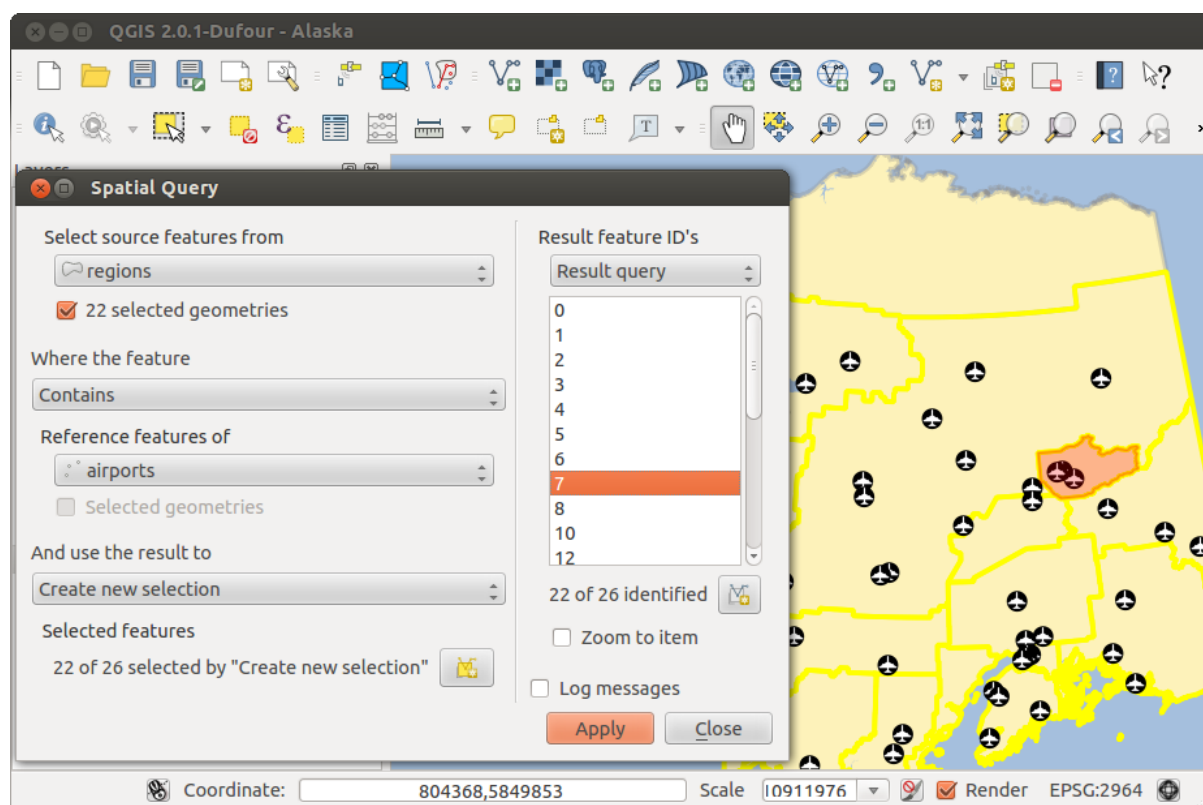 QGIS 2.0.1-Dufour - Alaska
Spatial Query
Select source features from
regions
22 selected geometries
Where the feature
Contains
Reference features of
airports
Selected geometries
And use the result to
Create new selection
Selected features
22 of 26 selected by "Create new selection"
Result feature ID's
Result query
0
1
2
3
4
5
6
7
8
10
12
22 of 26 identified
Zoom to item
Log messages
Apply
Close
Coordinate:
804368,5849853
Scale
10911976
Render
EPSG:2964